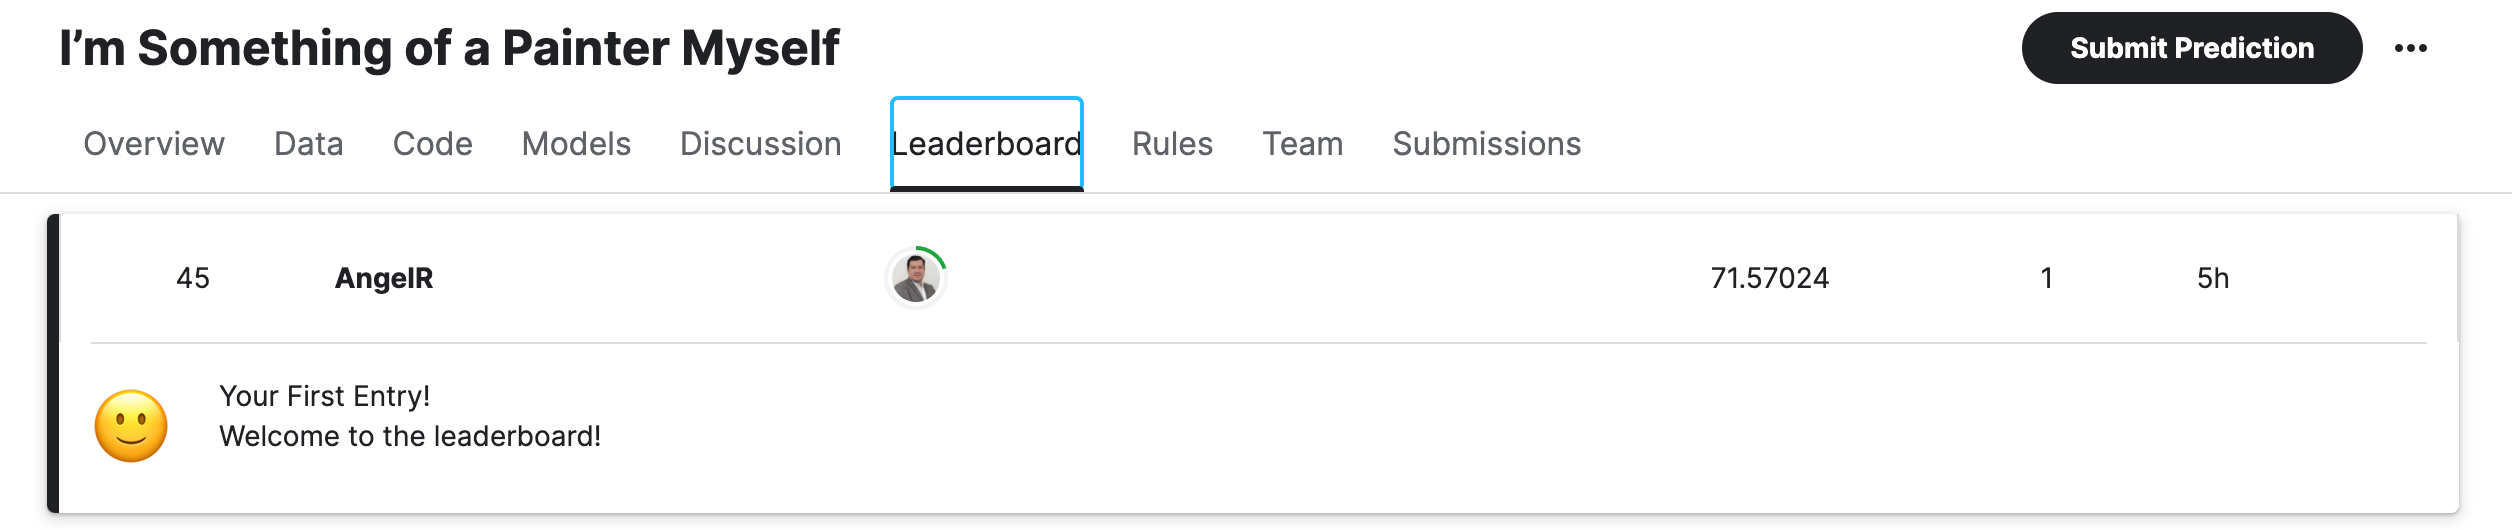 I'm Something of a Painter Myself
Submit Prediction
Overview Data Code Models Discussion Leaderboard Rules Team Submissions
45 AngelR 71.57024 1 5h
Your First Entry!
Welcome to the leaderboard!